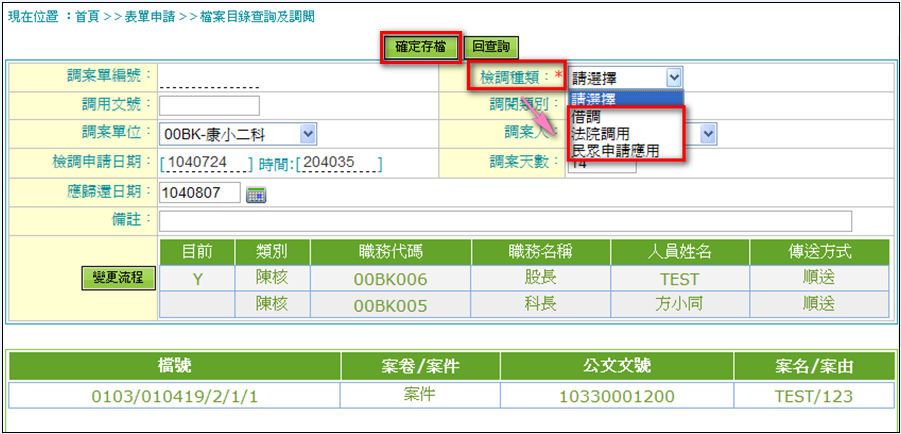 現在位置 ：首頁 >>表單申請 >>檔案目錄查詢及調閱
確定存檔 回查詢
調案單編號： 檢調種類：* 請選擇
請選擇
調用文號： 調閱類別： 借調
調案單位： 00BK-康小二科 調案人 法院調用
民眾申請應用
檢調申請日期： [1040724 ] 時間:[204035 ] 調案天數： 14
應歸還日期： 1040807
備註：
變更流程
目前 類別 職務代碼 職務名稱 人員姓名 傳送方式
Y 陳核 00BK006 股長 TEST 順送
陳核 00BK005 科長 方小同 順送
檔號 案卷/案件 公文文號 案名/案由
0103/010419/2/1/1 案件 10330001200 TEST/123